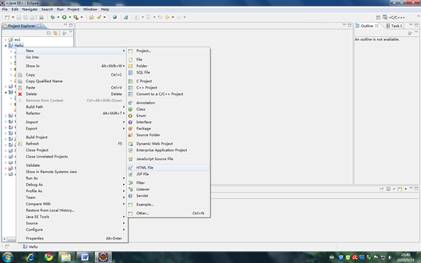 Java EE - Eclipse
File Edit Navigate Search Project Run Window Help
Project Explorer
Outline
Task L
An outline is not available.
Hello
New
Go Into
Show In Alt+Shift+W
Copy Ctrl+C
Copy Qualified Name
Paste Ctrl+V
Delete Delete
Remove from Context Ctrl+Alt+Shift+Down
Build Path
Refactor Alt+Shift+T
Import
Export
Build Project
Refresh F5
Close Project
Close Unrelated Projects
Validate
Show in Remote Systems view
Run As
Debug As
Profile As
Team
Compare With
Restore from Local History...
Java EE Tools
Source
Configure
Properties Alt+Enter
Project...
File
Folder
SQL File
C Project
C++ Project
Convert to a C/C++ Project
Annotation
Class
Enum
Interface
Package
Source Folder
Dynamic Web Project
Enterprise Application Project
JavaScript Source File
HTML File
JSP File
Filter
Listener
Servlet
Example...
Other... Ctrl+N
Hello